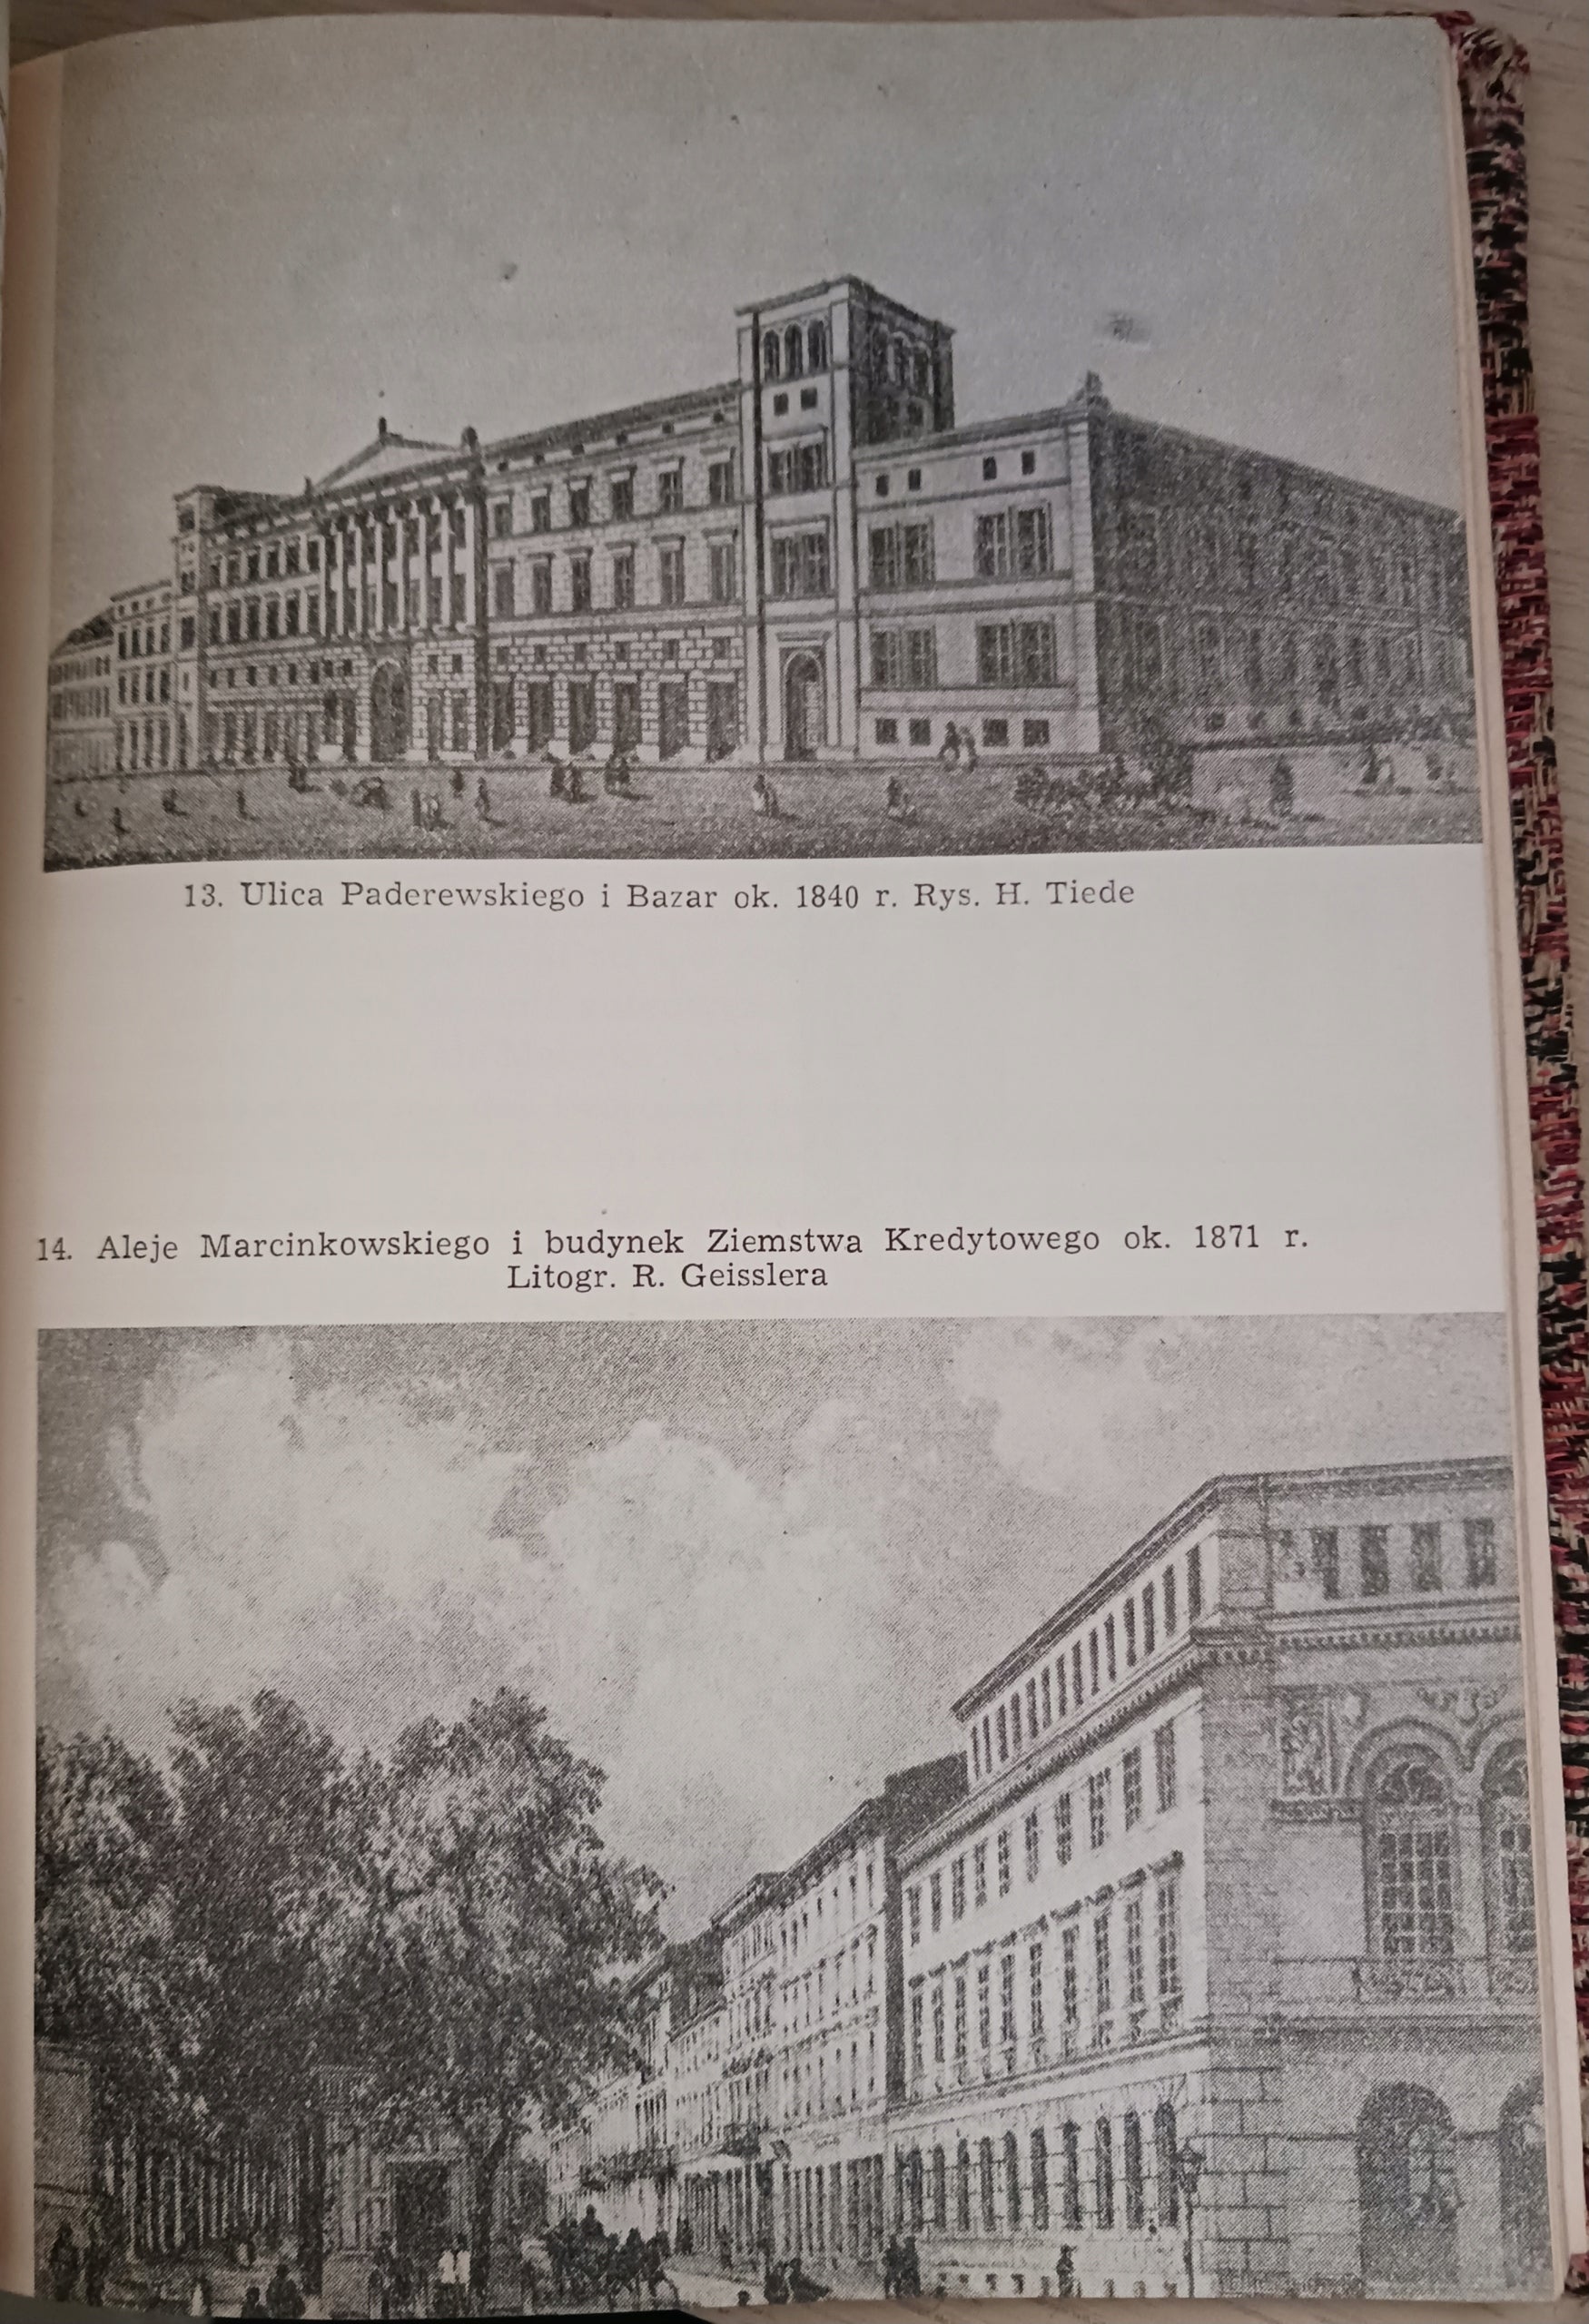 13. Ulica Paderewskiego i Bazar ok. 1840 r. Rys. H. Tiede
14. Aleje Marcinkowskiego i budynek Ziemstwa Kredytowego ok. 1871 r.
Litogr. R. Geisslera